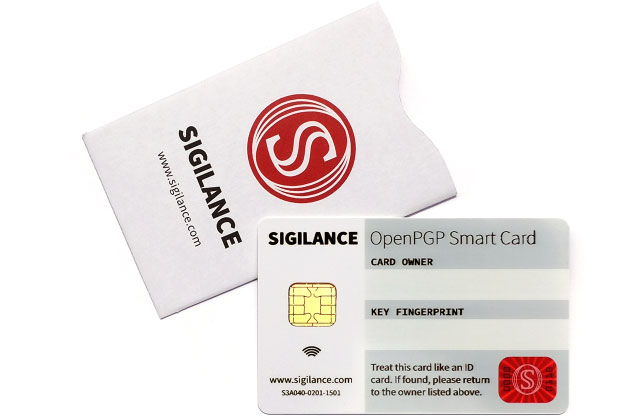 SIGILANCE
www.sigilance.com
S
SIGILANCE OpenPGP Smart Card
CARD OWNER
KEY FINGERPRINT
www.sigilance.com
S3A040-0201-1501
Treat this card like an ID
card. If found, please return
to the owner listed above.
S